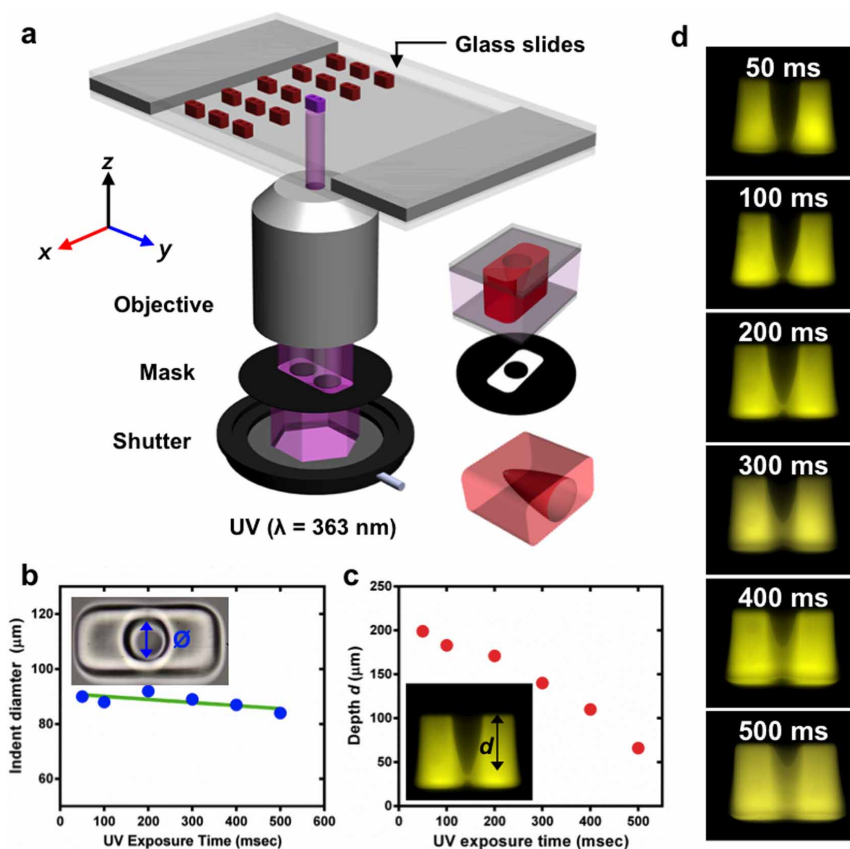 a
Glass slides
z
x
y
Objective
Mask
Shutter
UV (λ = 363 nm)
b
Indent diamter (μm)
120
100
80
60
Ø
0 100 200 300 400 500 600
UV Exposure Time (msec)
c
Depth d (μm)
250
200
150
100
50
0
d
0 100 200 300 400 500
UV exposure time (msec)
d
50 ms
100 ms
200 ms
300 ms
400 ms
500 ms